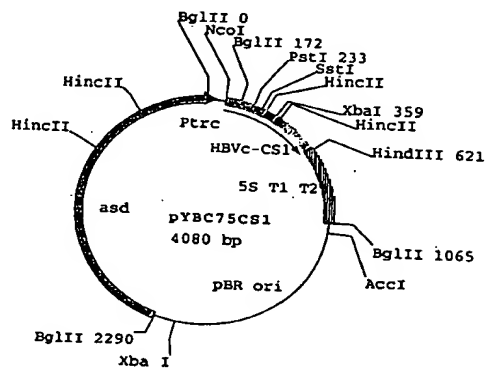 BglII 0
NcoI
BglII 172
PstI 233
SstI
HincII
XbaI 359
HincII
HindIII 621
HincII
HincII
Ptrc
HBVc-CS1
5S T1 T2
asd
pYBC75CS1
4080 bp
pBR ori
BglII 1065
AccI
BglII 2290
Xba I